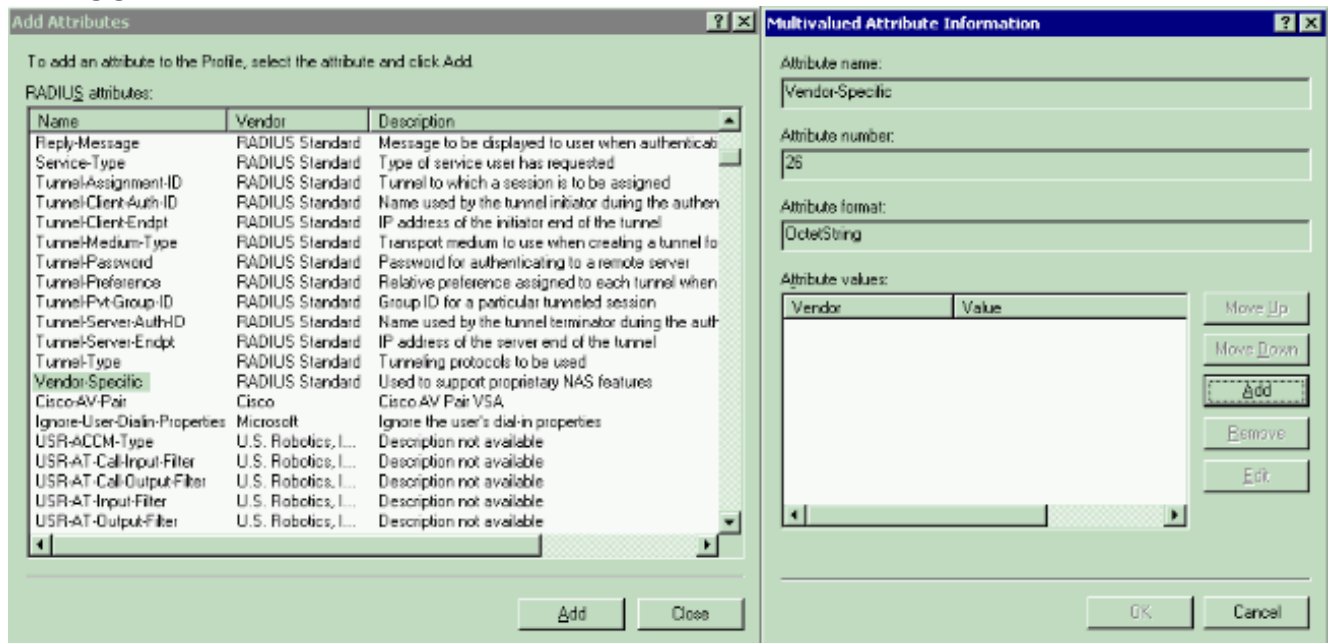 Add Attributes
To add an attribute to the Profile, select the attribute and click Add.
RADIUS attributes:
Name Vendor Description
Reply-Message RADIUS Standard Message to be displayed to user when authenticati
Service-Type RADIUS Standard Type of service user has requested
Tunnel-Assignment-ID RADIUS Standard Tunnel to which a session is to be assigned
Tunnel-Client-Auth-ID RADIUS Standard Name used by the tunnel initiator during the authen
Tunnel-Client-Endpt RADIUS Standard IP address of the initiator end of the tunnel
Tunnel-Medium-Type RADIUS Standard Transport medium to use when creating a tunnel fo
Tunnel-Password RADIUS Standard Password for authenticating to a remote server
Tunnel-Preference RADIUS Standard Relative preference assigned to each tunnel when
Tunnel-Pvt-Group-ID RADIUS Standard Group ID for a particular tunneled session
Tunnel-Server-Auth-ID RADIUS Standard Name used by the tunnel terminator during the auth
Tunnel-Server-Endpt RADIUS Standard IP address of the server end of the tunnel
Tunnel-Type RADIUS Standard Tunneling protocols to be used
Vendor-Specific RADIUS Standard Used to support proprietary NAS features
Cisco-AV-Pair Cisco Cisco AV Pair VSA
Ignore-User-Dialin-Properties Microsoft Ignore the user's dial-in properties
USR-ACCM-Type U.S. Robotics, I... Description not available
USR-AT-Call-Input-Filter U.S. Robotics, I... Description not available
USR-AT-Call-Output-Filter U.S. Robotics, I... Description not available
USR-AT-Input-Filter U.S. Robotics, I... Description not available
USR-AT-Output-Filter U.S. Robotics, I... Description not available
Add Close
Multivalued Attribute Information
Attribute name:
Vendor-Specific
Attribute number:
26
Attribute format:
OctetString
Attribute values:
Vendor Value
Move Up
Move Down
Add
Remove
Edit
OK Cancel